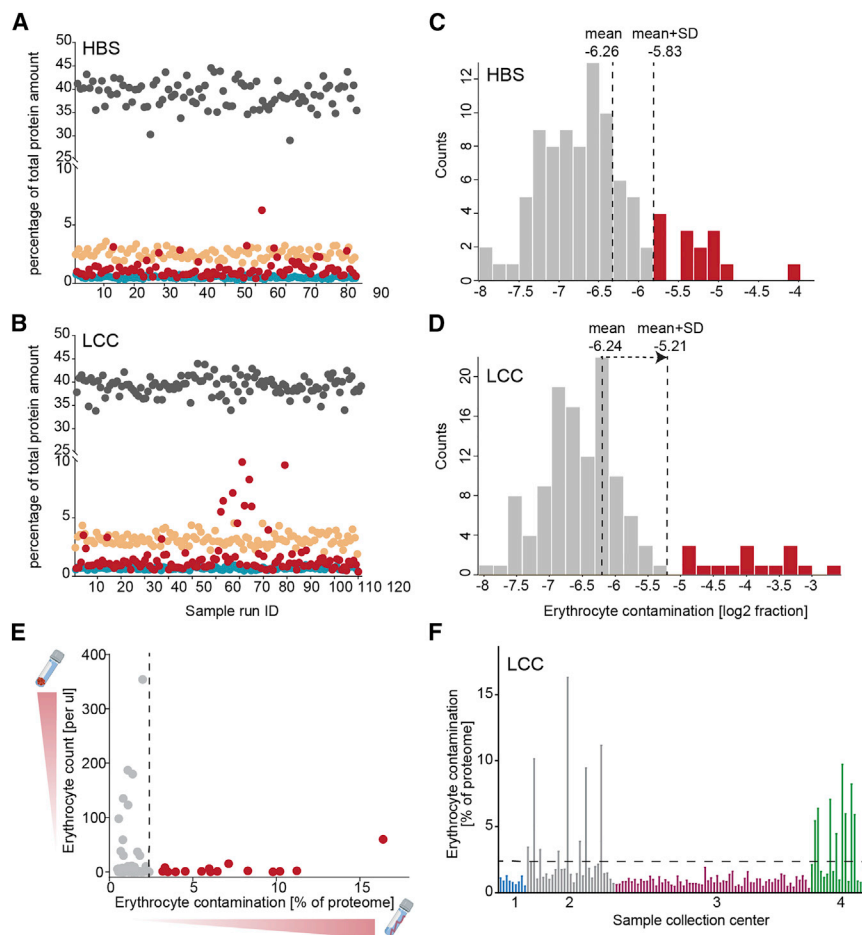 A
HBS
percentage of total protein amount
50
45
40
35
30
25
10
5
0
10 20 30 40 50 60 70 80 90
B
LCC
percentage of total protein amount
50
45
40
35
30
25
10
5
0
10 20 30 40 50 60 70 80 90 100 110 120
Sample run ID
C
mean
-6.26
mean+SD
-5.83
HBS
Counts
12
10
8
6
4
2
0
-8 -7.5 -7 -6.5 -6 -5.5 -5 -4.5 -4
D
mean
-6.24
mean+SD
-5.21
LCC
Counts
20
16
12
8
4
0
-8 -7.5 -7 -6.5 -6 -5.5 -5 -4.5 -4 -3.5 -3
Erythrocyte contamination [log2 fraction]
E
Erythrocyte count [per ul]
400
300
200
100
0
0 5 10 15
Erythrocyte contamination [% of proteome]
F
LCC
Erythrocyte contamination
[% of proteome]
15
10
5
0
1 2 3 4
Sample collection center